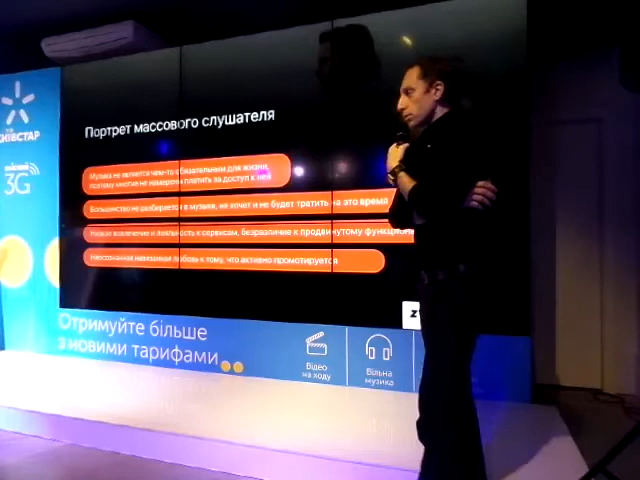 КИЇВСТАР
3G
Портрет массового слушателя
Музыка не является чем-то обязательным для жизни,
поэтому многие не намерены платить за доступ к ней
Большинство не разбирается в музыке, не хочет и не будет тратить на это время
Низкая вовлечение и лояльность к сервисам, безразличие к продвинутому функционa
Неосознанная навязанная любовь к тому, что активно промотируется
Отримуйте більше
з новими тарифами
Відео
на ходу
Вільна
музика